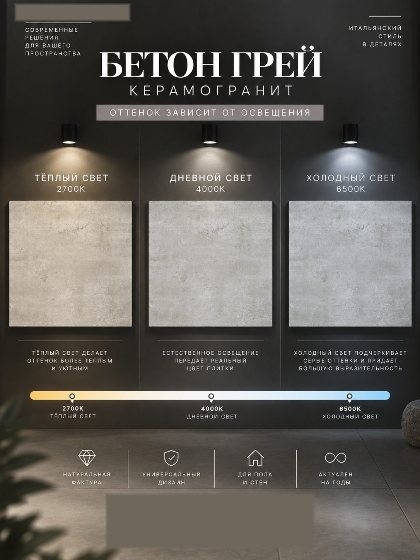 СОВРЕМЕННЫЕ
РЕШЕНИЯ
ДЛЯ ВАШЕГО
ПРОСТРАНСТВА
ИТАЛЬЯНСКИЙ
СТИЛЬ
В ДЕТАЛЯХ
БЕТОН ГРЕЙ
КЕРАМОГРАНИТ
ОТТЕНОК ЗАВИСИТ ОТ ОСВЕЩЕНИЯ
ТЁПЛЫЙ СВЕТ
2700K
ДНЕВНОЙ СВЕТ
4000K
ХОЛОДНЫЙ СВЕТ
6500K
ТЁПЛЫЙ СВЕТ ДЕЛАЕТ
ОТТЕНОК БОЛЕЕ ТЕПЛЫМ
И УЮТНЫМ
ЕСТЕСТВЕННОЕ ОСВЕЩЕНИЕ
ПЕРЕДАЁТ РЕАЛЬНЫЙ
ЦВЕТ ПЛИТКИ
ХОЛОДНЫЙ СВЕТ ПОДЧЕРКИВАЕТ
СЕРЫЕ ОТТЕНКИ И ПРИДАЁТ
БОЛЬШУЮ ВЫРАЗИТЕЛЬНОСТЬ
2700K
ТЁПЛЫЙ СВЕТ
4000K
ДНЕВНОЙ СВЕТ
6500K
ХОЛОДНЫЙ СВЕТ
НАТУРАЛЬНАЯ
ФАКТУРА
УНИВЕРСАЛЬНЫЙ
ДИЗАЙН
ДЛЯ ПОЛА
И СТЕН
АКТУАЛЕН
НА ГОДЫ